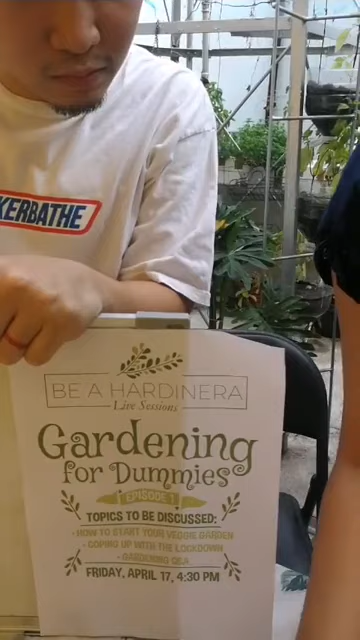 KERBATHE
BE A HARDINERA
Live Sessions
Gardening
for Dummies
EPISODE 1
TOPICS TO BE DISCUSSED:
- HOW TO START YOUR VEGGIE GARDEN
- COPING UP WITH THE LOCKDOWN
- GARDENING Q&A
FRIDAY, APRIL 17, 4:30 PM